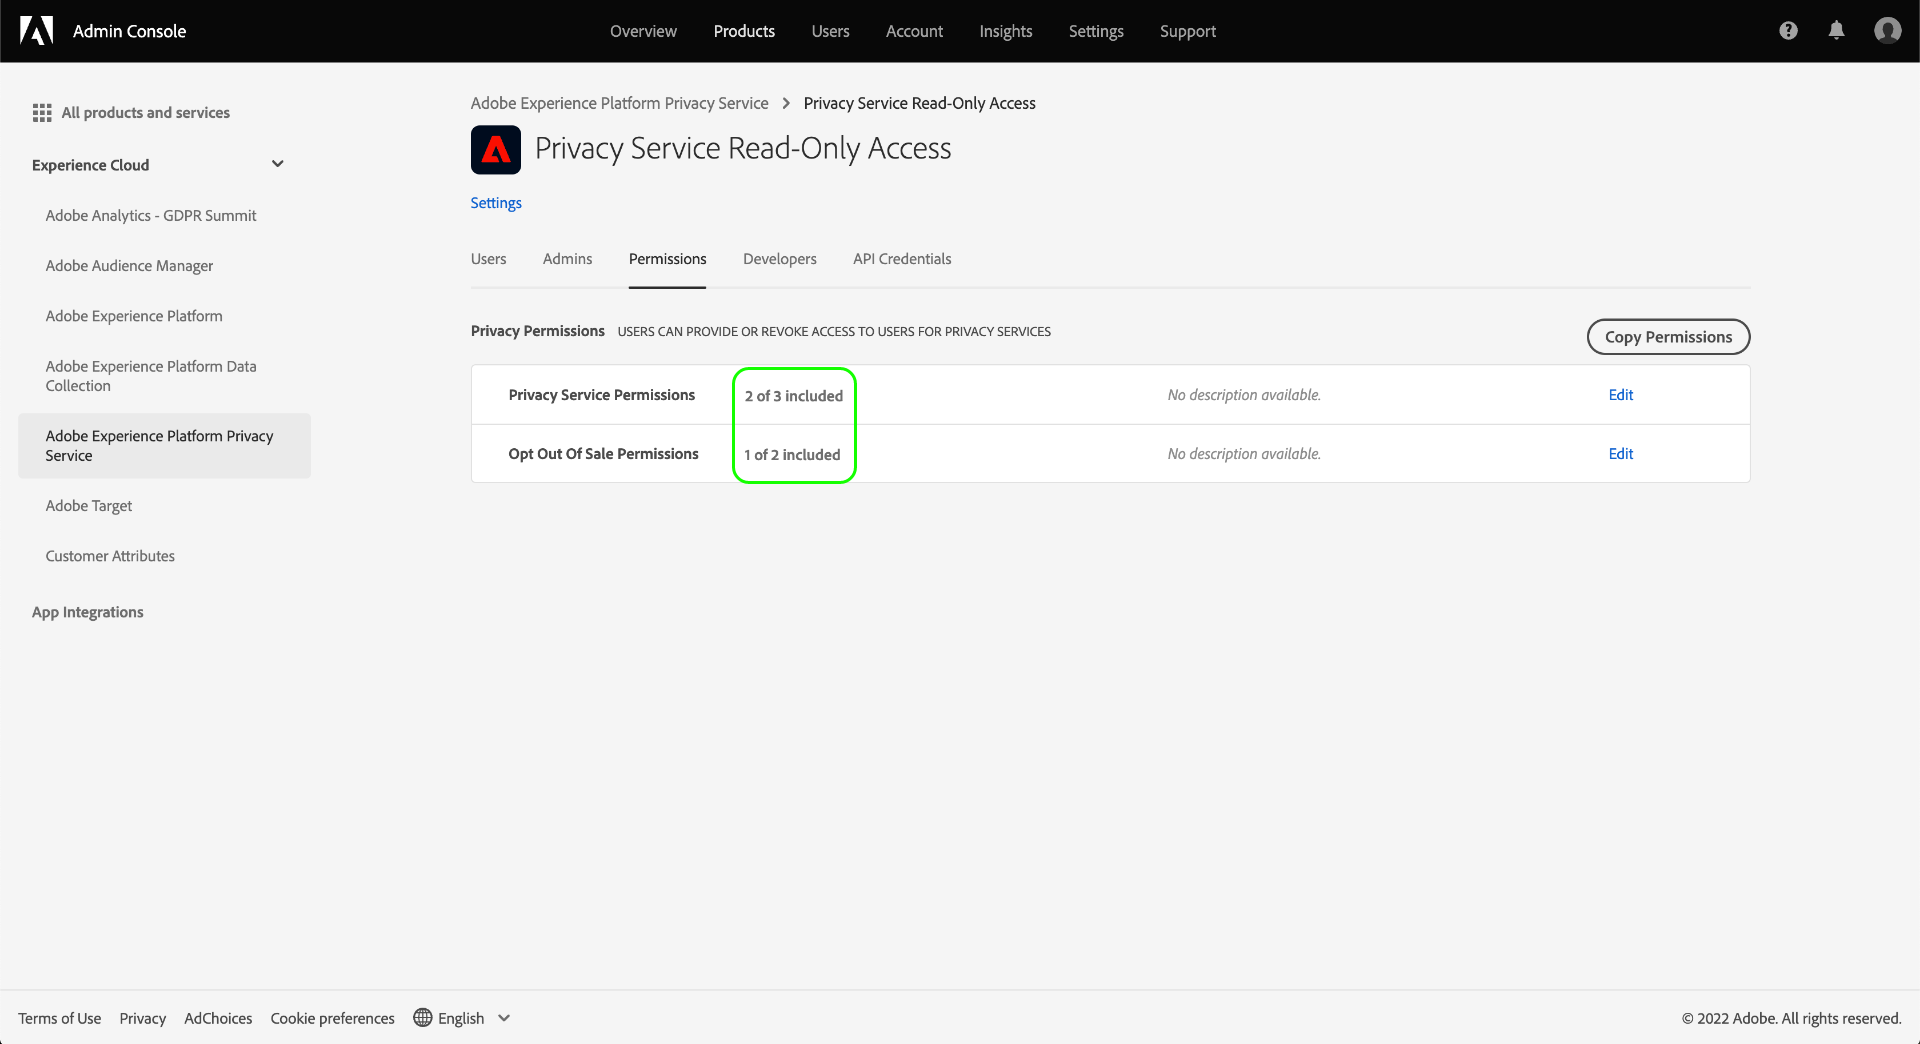 Admin Console
Overview Products Users Account Insights Settings Support
All products and services
Experience Cloud
Adobe Analytics - GDPR Summit
Adobe Audience Manager
Adobe Experience Platform
Adobe Experience Platform Data
Collection
Adobe Experience Platform Privacy
Service
Adobe Target
Customer Attributes
App Integrations
Adobe Experience Platform Privacy Service > Privacy Service Read-Only Access
Privacy Service Read-Only Access
Settings
Users Admins Permissions Developers API Credentials
Privacy Permissions USERS CAN PROVIDE OR REVOKE ACCESS TO USERS FOR PRIVACY SERVICES
Copy Permissions
Privacy Service Permissions 2 of 3 included No description available. Edit
Opt Out Of Sale Permissions 1 of 2 included No description available. Edit
Terms of Use Privacy AdChoices Cookie preferences English
© 2022 Adobe. All rights reserved.